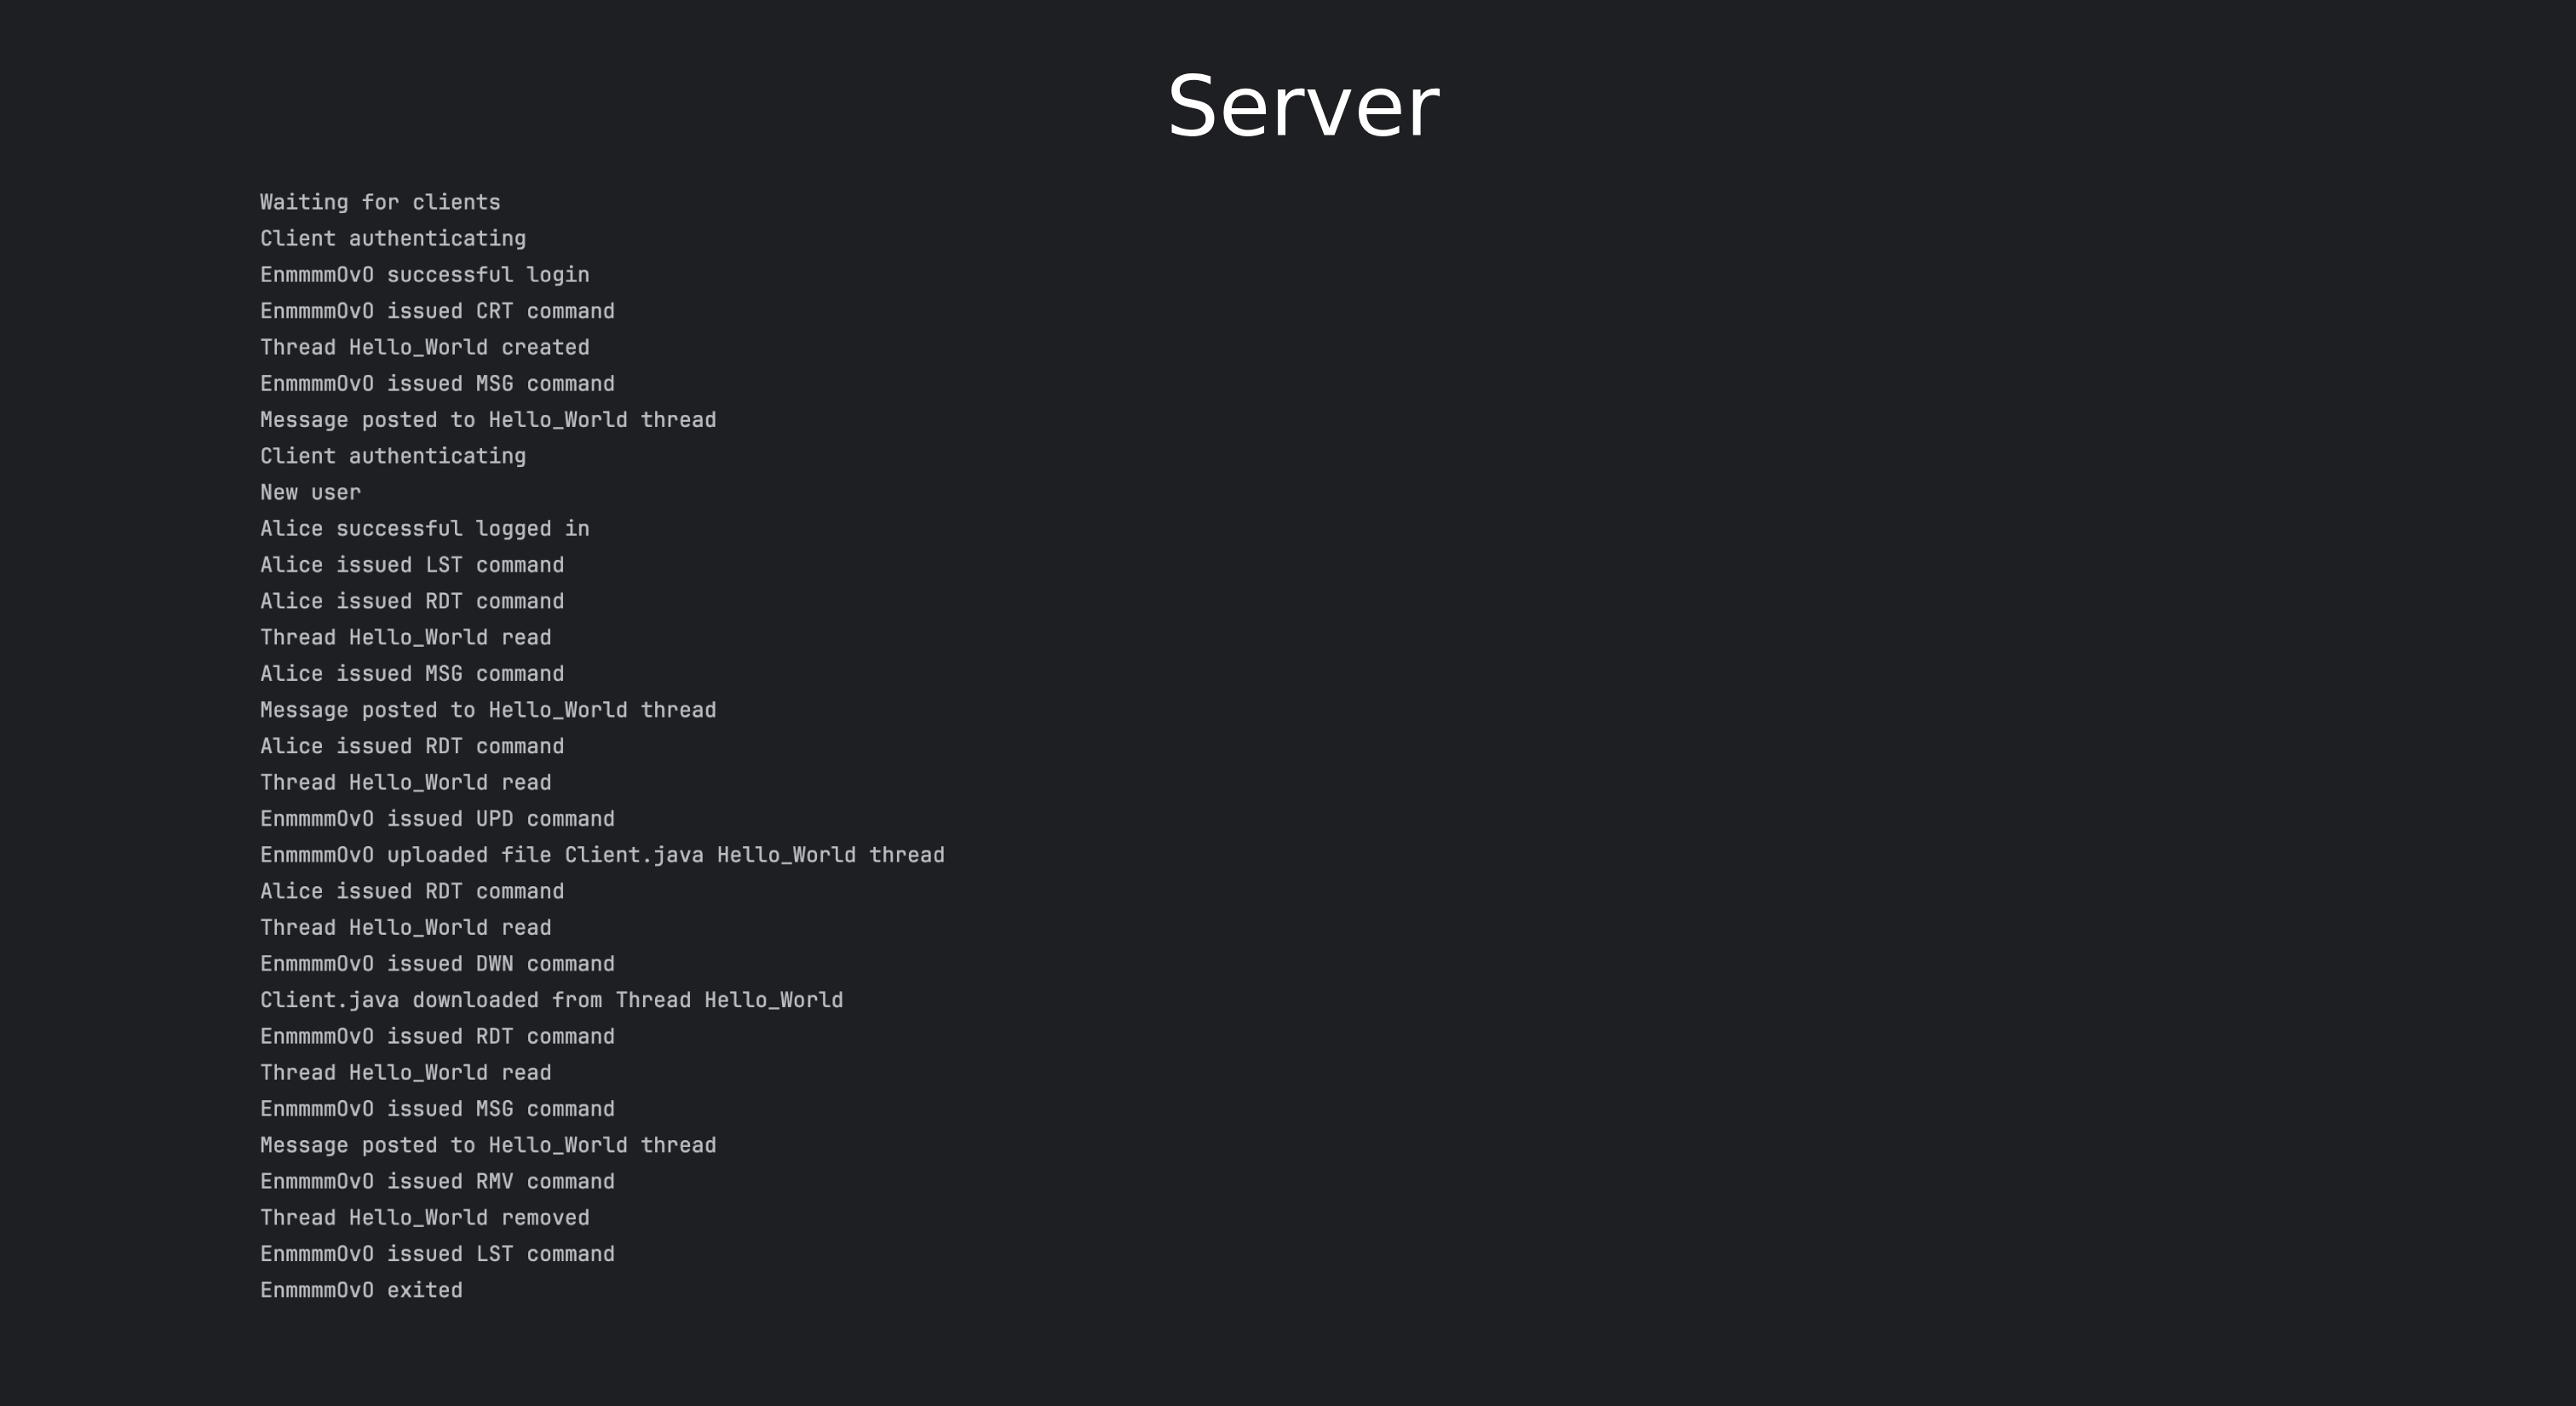 Server
Waiting for clients
Client authenticating
EnmmmmOvO successful login
EnmmmmOvO issued CRT command
Thread Hello_World created
EnmmmmOvO issued MSG command
Message posted to Hello_World thread
Client authenticating
New user
Alice successful logged in
Alice issued LST command
Alice issued RDT command
Thread Hello_World read
Alice issued MSG command
Message posted to Hello_World thread
Alice issued RDT command
Thread Hello_World read
EnmmmmOvO issued UPD command
EnmmmmOvO uploaded file Client.java Hello_World thread
Alice issued RDT command
Thread Hello_World read
EnmmmmOvO issued DWN command
Client.java downloaded from Thread Hello_World
EnmmmmOvO issued RDT command
Thread Hello_World read
EnmmmmOvO issued MSG command
Message posted to Hello_World thread
EnmmmmOvO issued RMV command
Thread Hello_World removed
EnmmmmOvO issued LST command
EnmmmmOvO exited